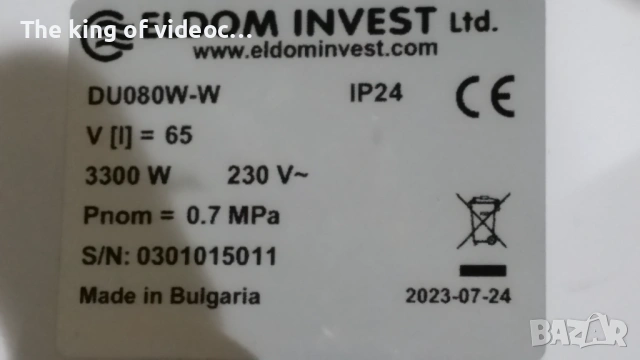 The king of videoc...
ELDOM INVEST Ltd.
www.eldominvest.com
DU080W-W IP24 CE
V [l] = 65
3300 W 230 V~
Pnom = 0.7 MPa
S/N: 0301015011
Made in Bulgaria 2023-07-24
BAZAR